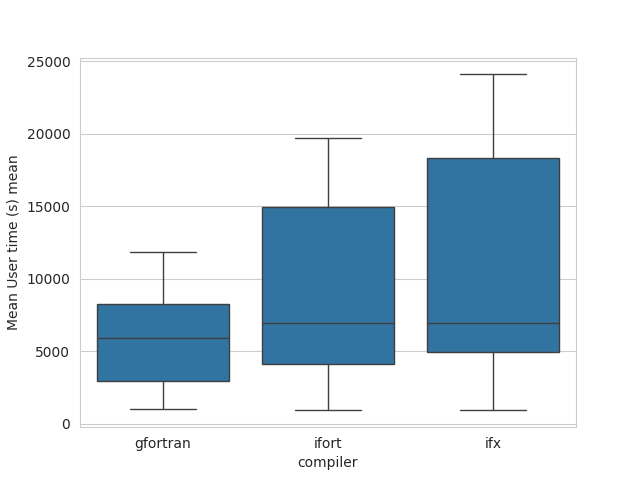 25000
20000
15000
10000
5000
0
Mean User time (s) mean
gfortran
ifort
ifx
compiler